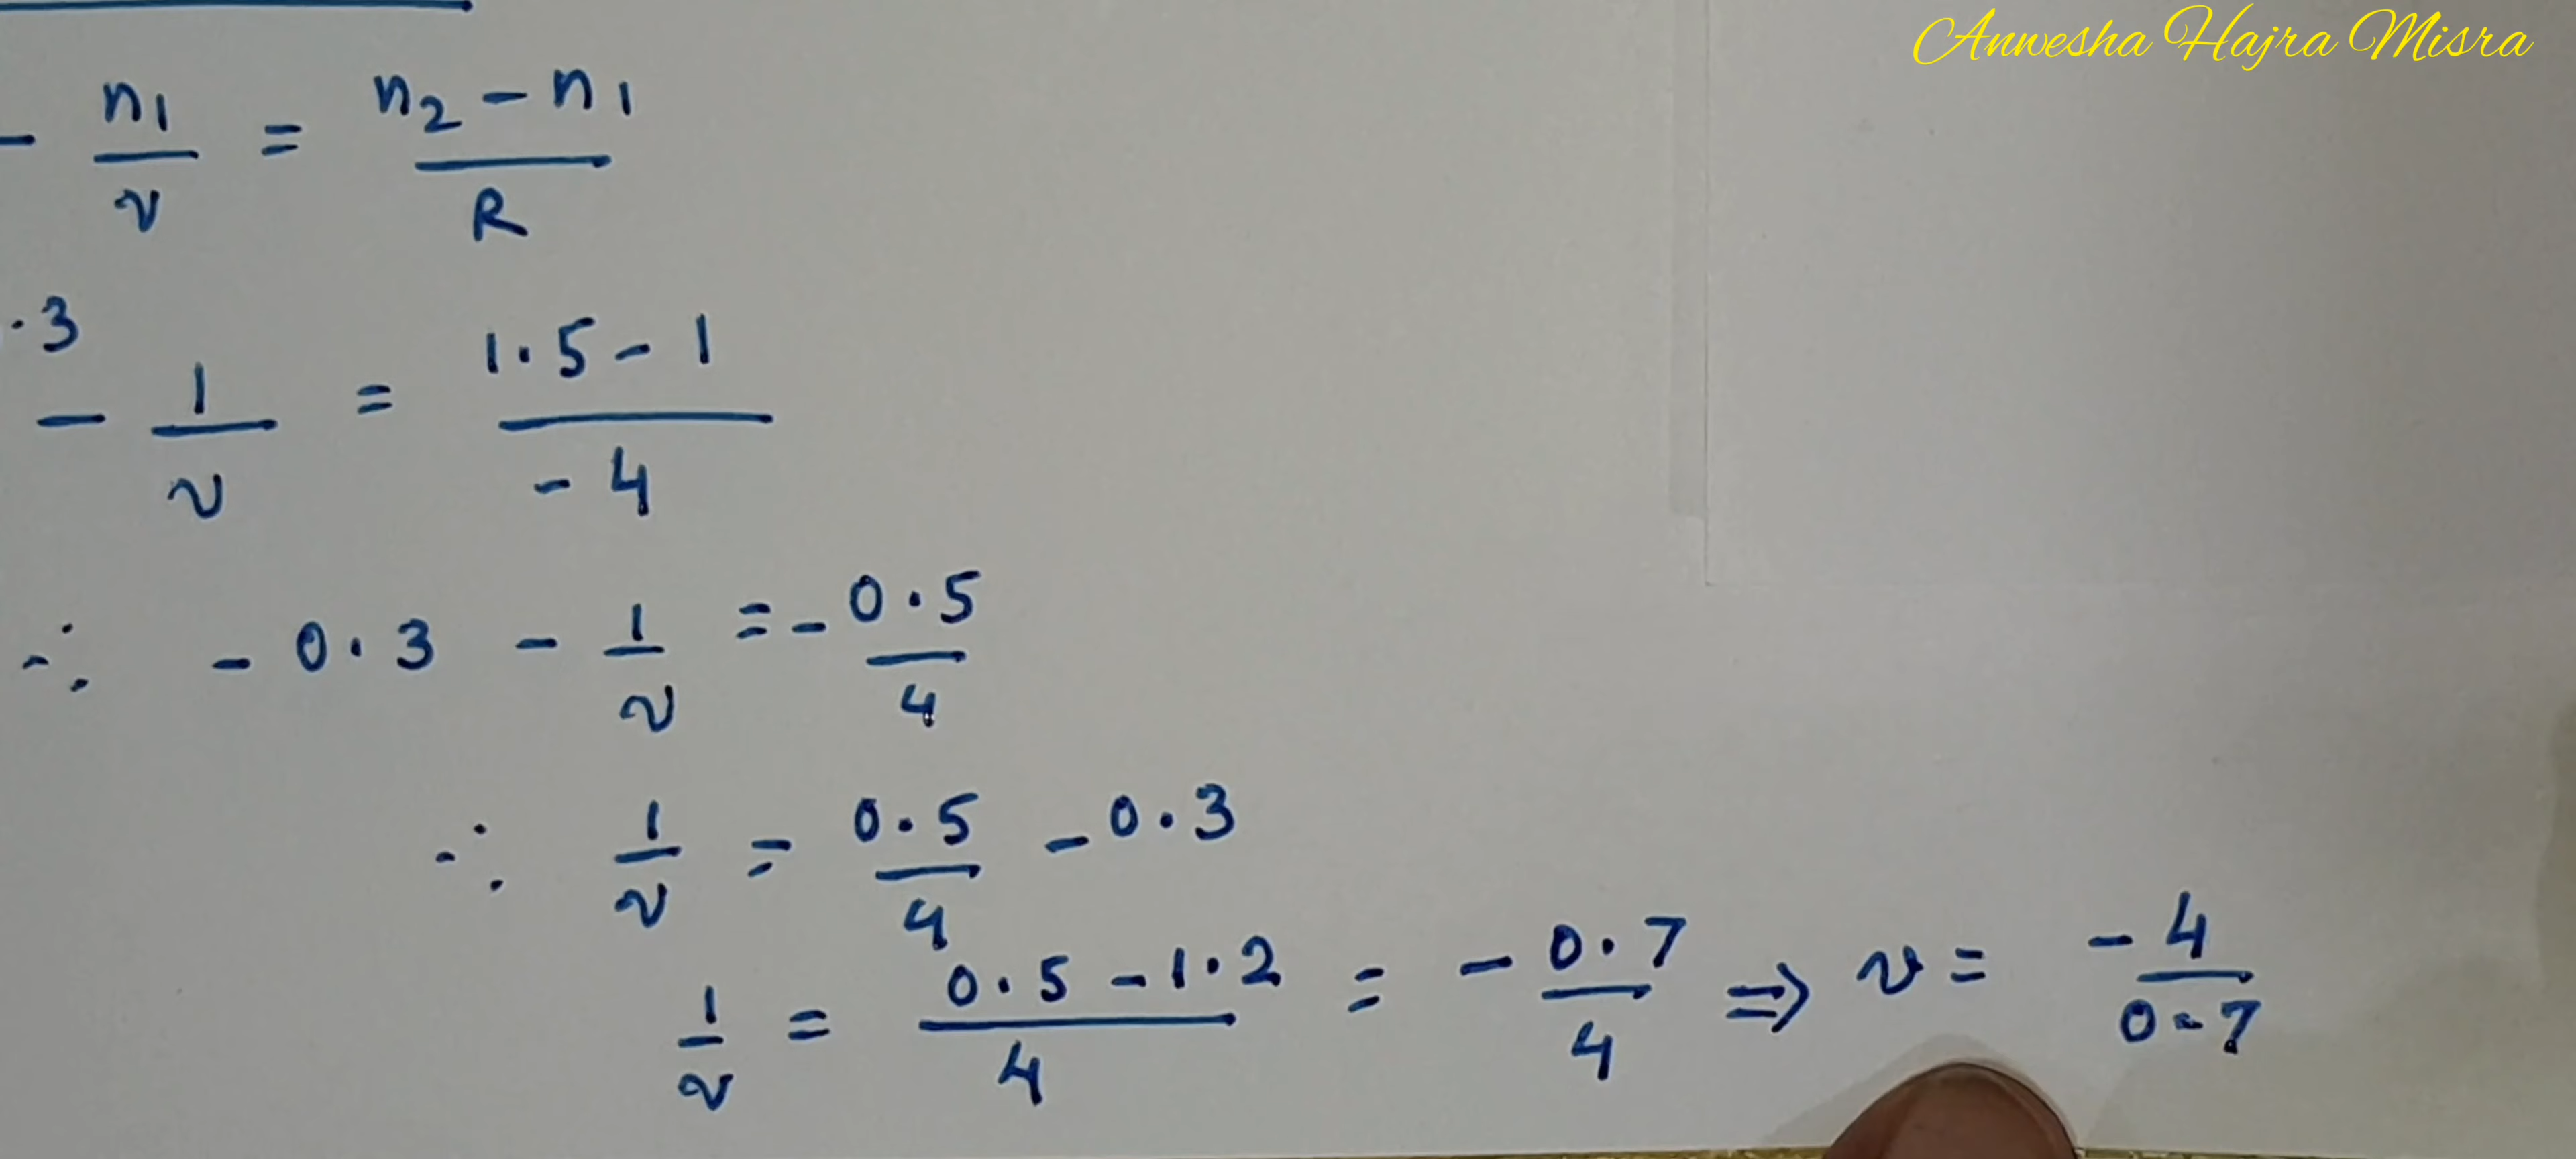 Anwesha Hajra Misra
- n1/v = n2 - n1/R
.3
- 1/v = 1.5 - 1/-4
∴ - 0.3 - 1/v = - 0.5/4
∴ 1/v = 0.5/4 - 0.3
1/v = 0.5 - 1.2/4 = - 0.7/4 ⇒ v = -4/0.7